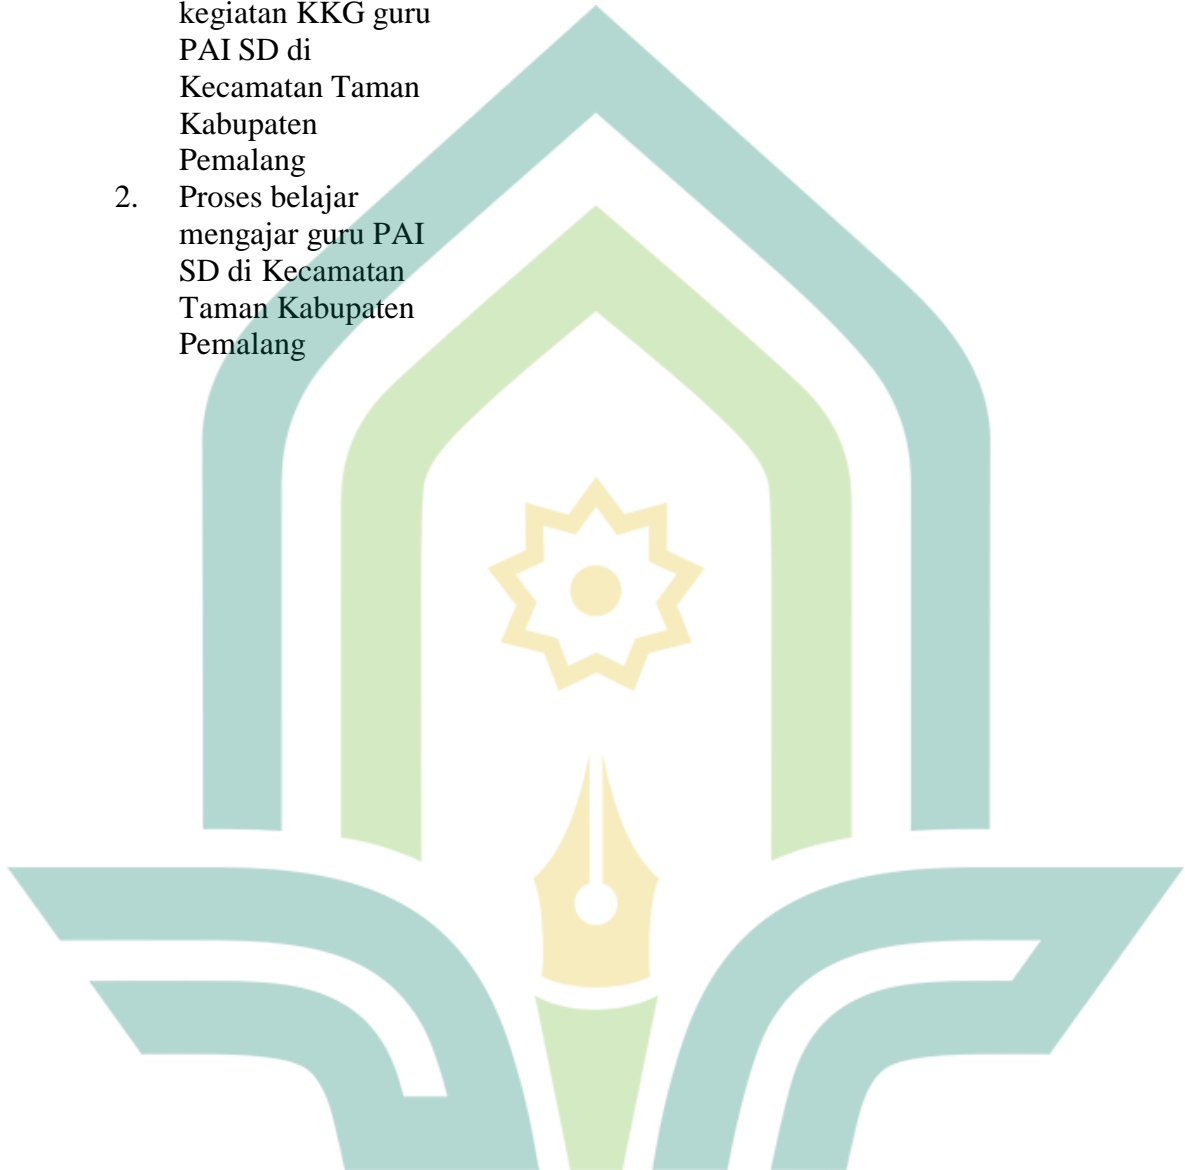 kegiatan KKG guru
PAI SD di
Kecamatan Taman
Kabupaten
Pemalang
2. Proses belajar
mengajar guru PAI
SD di Kecamatan
Taman Kabupaten
Pemalang